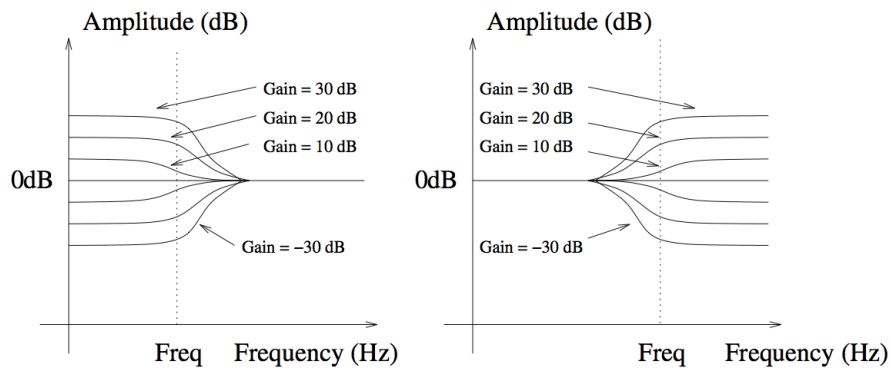 Amplitude (dB)
Gain = 30 dB
Gain = 20 dB
Gain = 10 dB
0dB
Gain = −30 dB
Freq
Frequency (Hz)
Amplitude (dB)
Gain = 30 dB
Gain = 20 dB
Gain = 10 dB
0dB
Gain = −30 dB
Freq
Frequency (Hz)